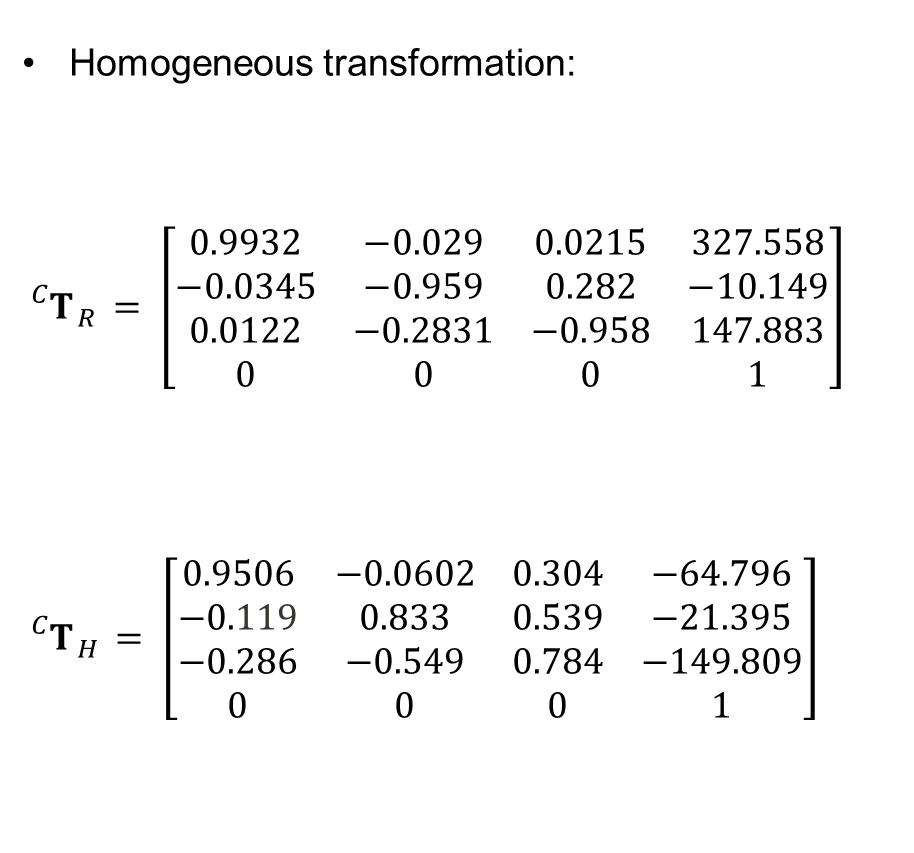 • Homogeneous transformation:
0.9932 −0.029 0.0215 327.558
−0.0345 −0.959 0.282 −10.149
ᶜT_R = 0.0122 −0.2831 −0.958 147.883
0 0 0 1
0.9506 −0.0602 0.304 −64.796
−0.119 0.833 0.539 −21.395
ᶜT_H = −0.286 −0.549 0.784 −149.809
0 0 0 1